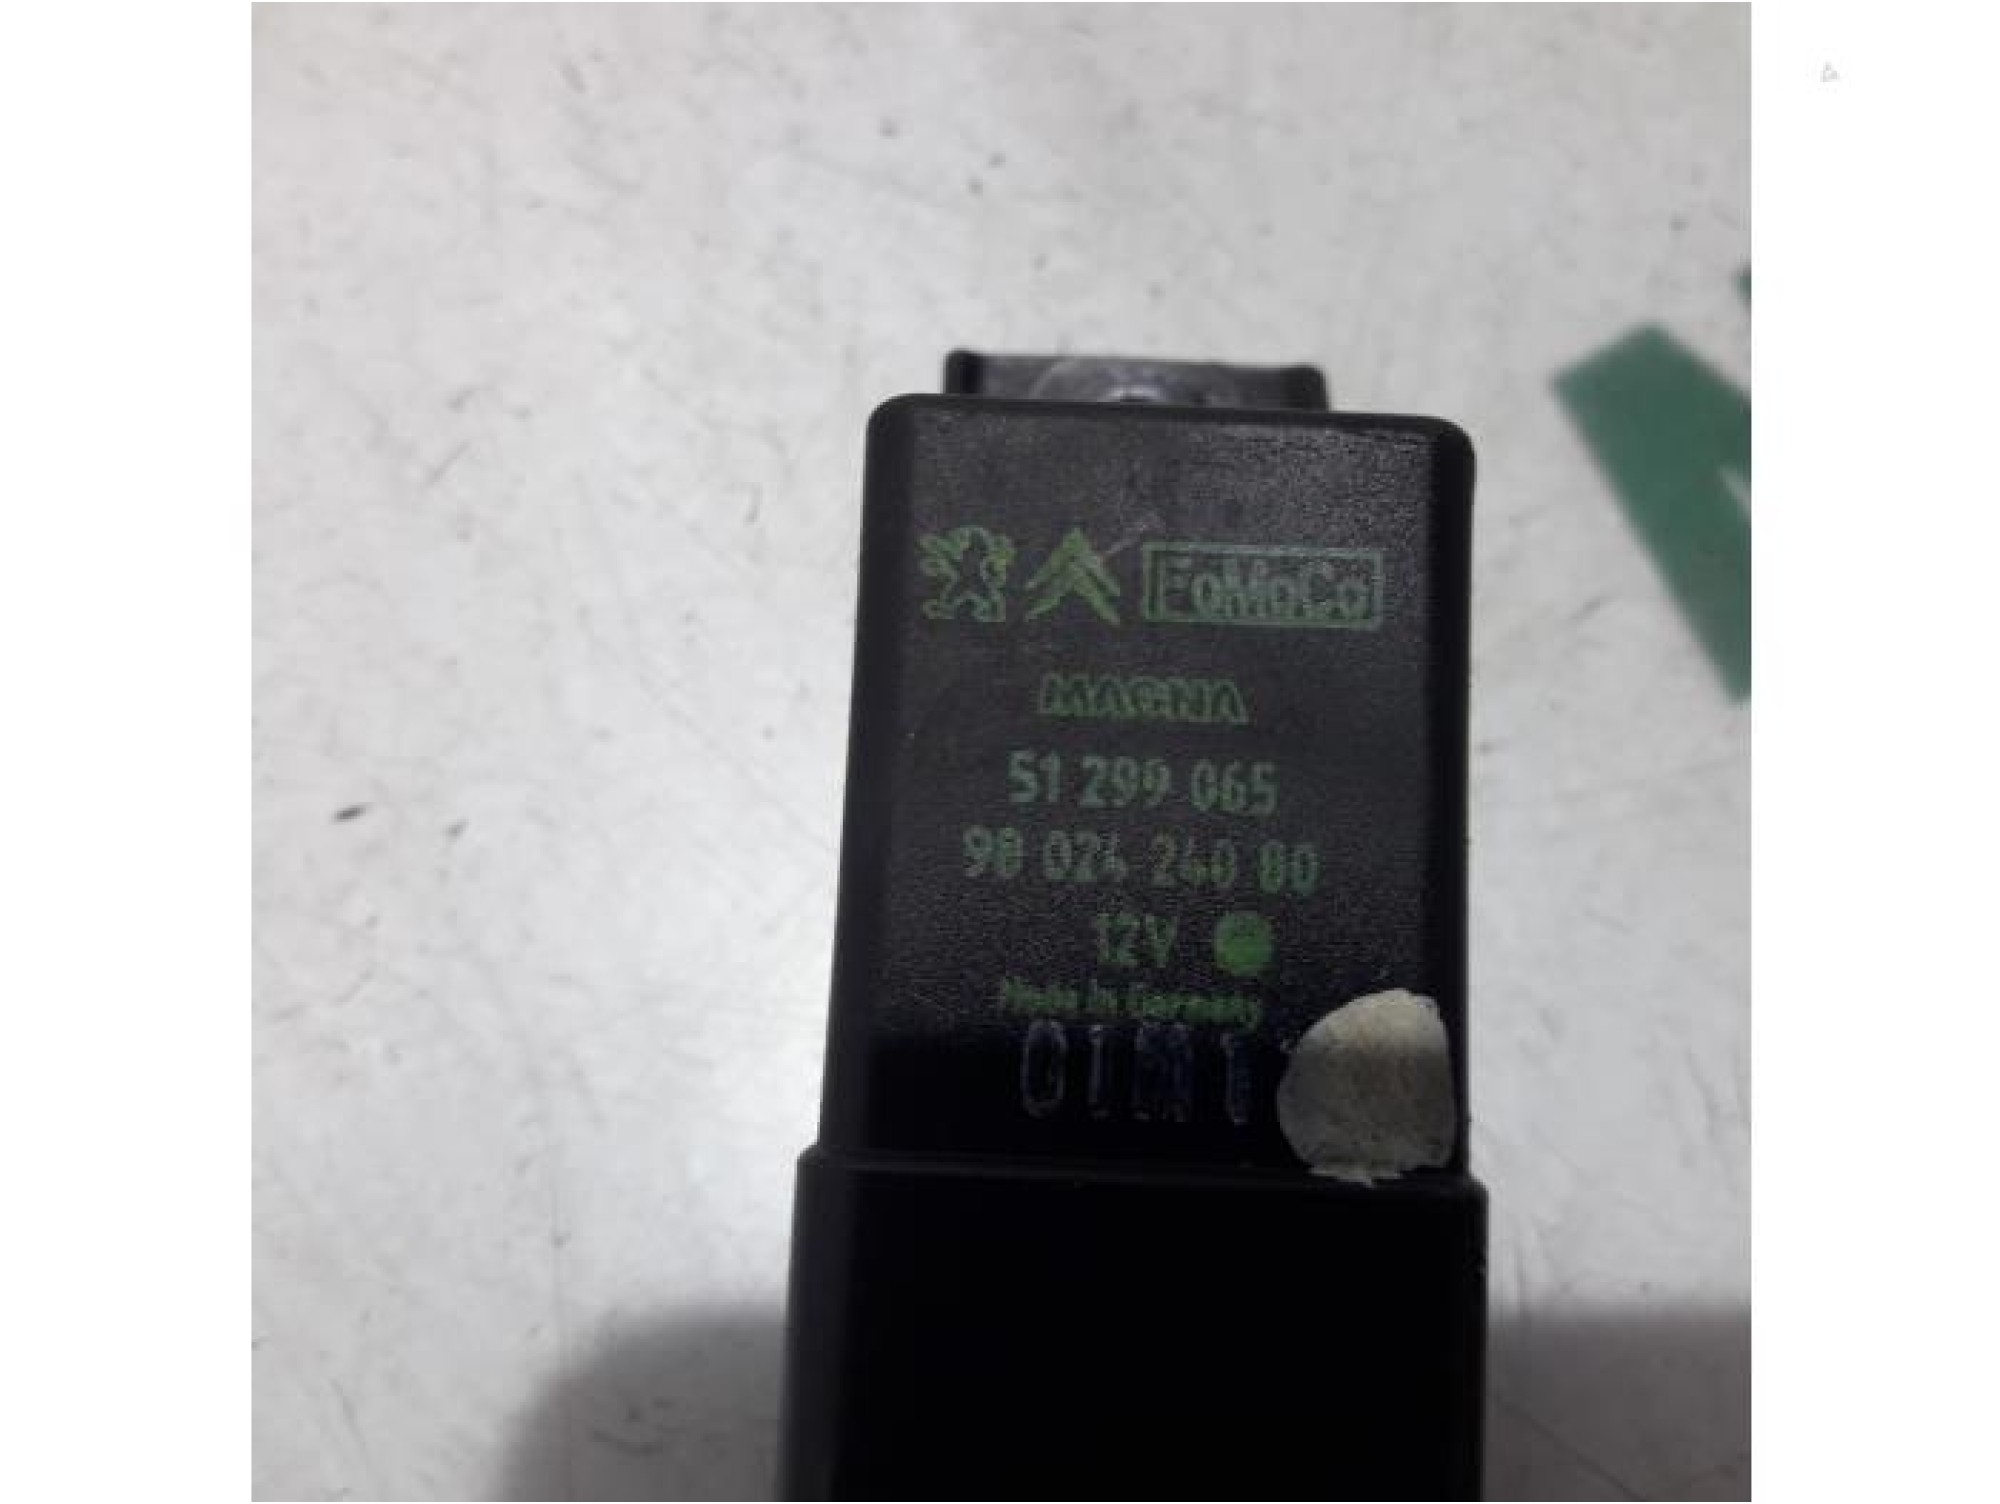 FoMoCo
MAGNA
51 299 065
98 024 240 80
12V
Made in Germany